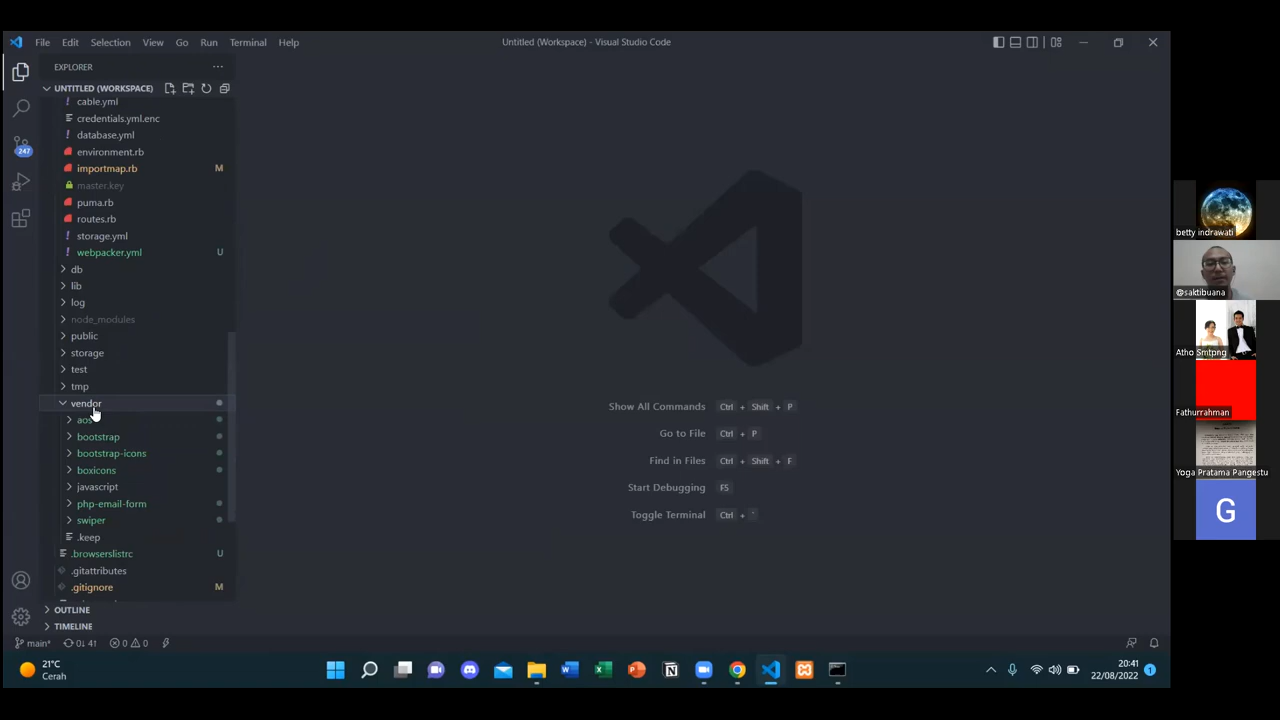 File Edit Selection View Go Run Terminal Help
Untitled (Workspace) - Visual Studio Code
EXPLORER
UNTITLED (WORKSPACE)
cable.yml
credentials.yml.enc
database.yml
environment.rb
importmap.rb M
master.key
puma.rb
routes.rb
storage.yml
webpacker.yml U
db
lib
log
node_modules
public
storage
test
tmp
vendor
aos
bootstrap
bootstrap-icons
boxicons
javascript
php-email-form
swiper
.keep
.browserslistrc U
.gitattributes
.gitignore M
OUTLINE
TIMELINE
247
Show All Commands Ctrl + Shift + P
Go to File Ctrl + P
Find in Files Ctrl + Shift + F
Start Debugging F5
Toggle Terminal Ctrl + `
betty indrawati
@saktibuana
Atho Smtpng
Fathurrahman
Yoga Pratama Pangestu
G
main* 0↓ 4↑ 0 0
21°C
Cerah
20:41
22/08/2022
1